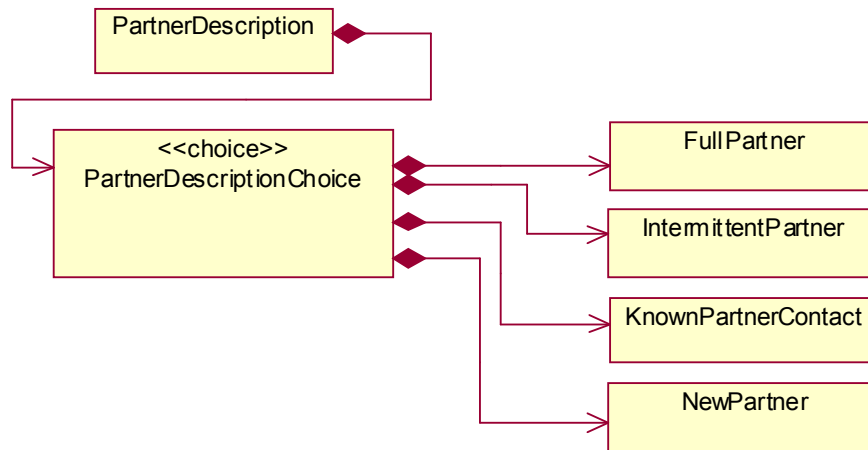 PartnerDescription
<<choice>>
PartnerDescriptionChoice
FullPartner
IntermittentPartner
KnownPartnerContact
NewPartner